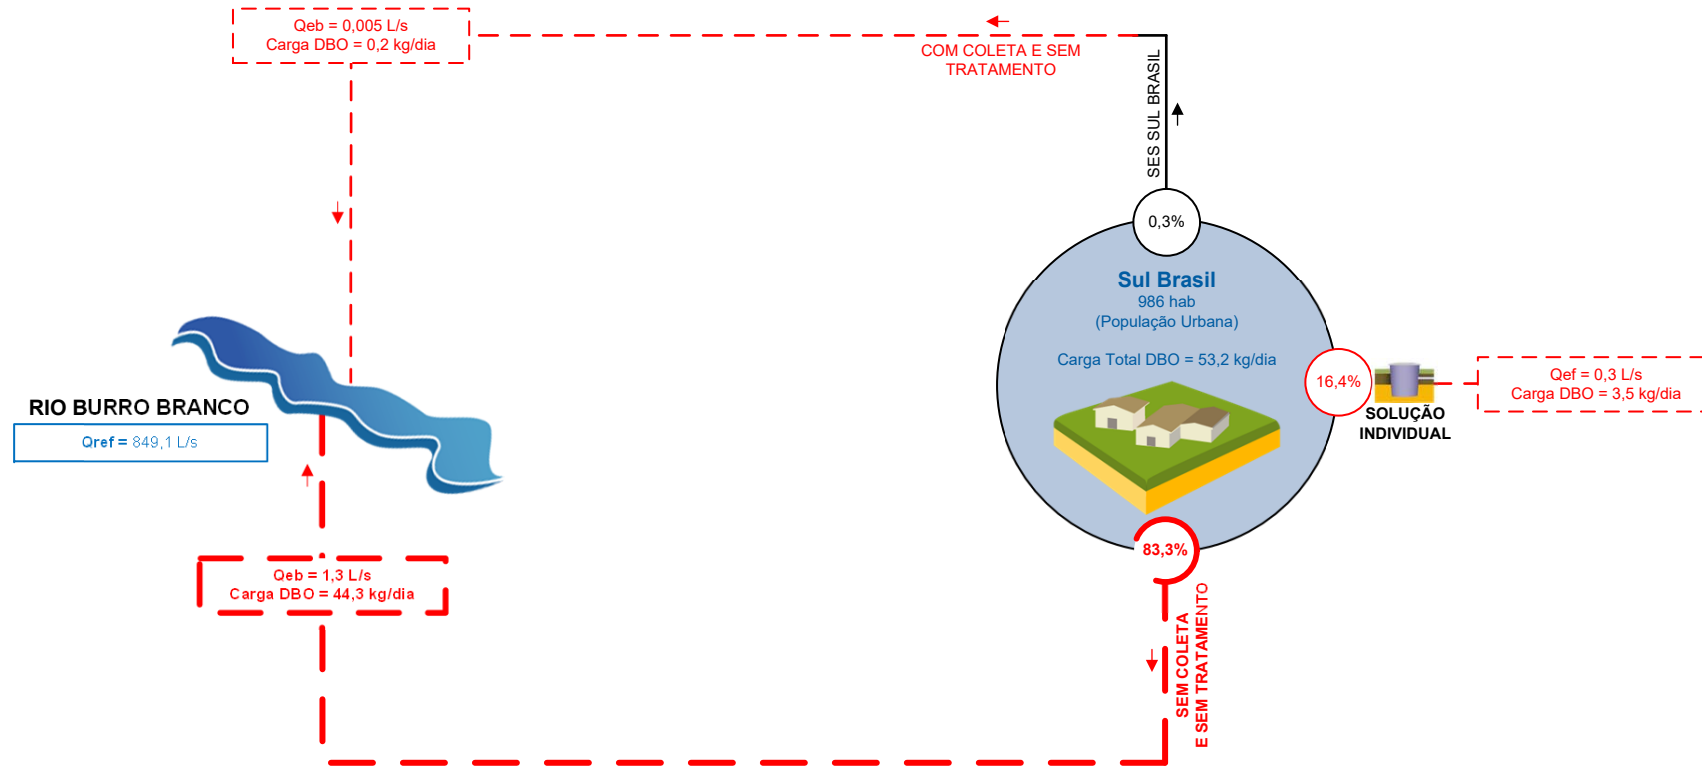 Qeb = 0,005 L/s
Carga DBO = 0,2 kg/dia
COM COLETA E SEM
TRATAMENTO
SES SUL BRASIL
0,3%
Sul Brasil
986 hab
(População Urbana)
Carga Total DBO = 53,2 kg/dia
16,4%
SOLUÇÃO
INDIVIDUAL
Qef = 0,3 L/s
Carga DBO = 3,5 kg/dia
RIO BURRO BRANCO
Qref = 849,1 L/s
83,3%
Qeb = 1,3 L/s
Carga DBO = 44,3 kg/dia
SEM COLETA
E SEM TRATAMENTO